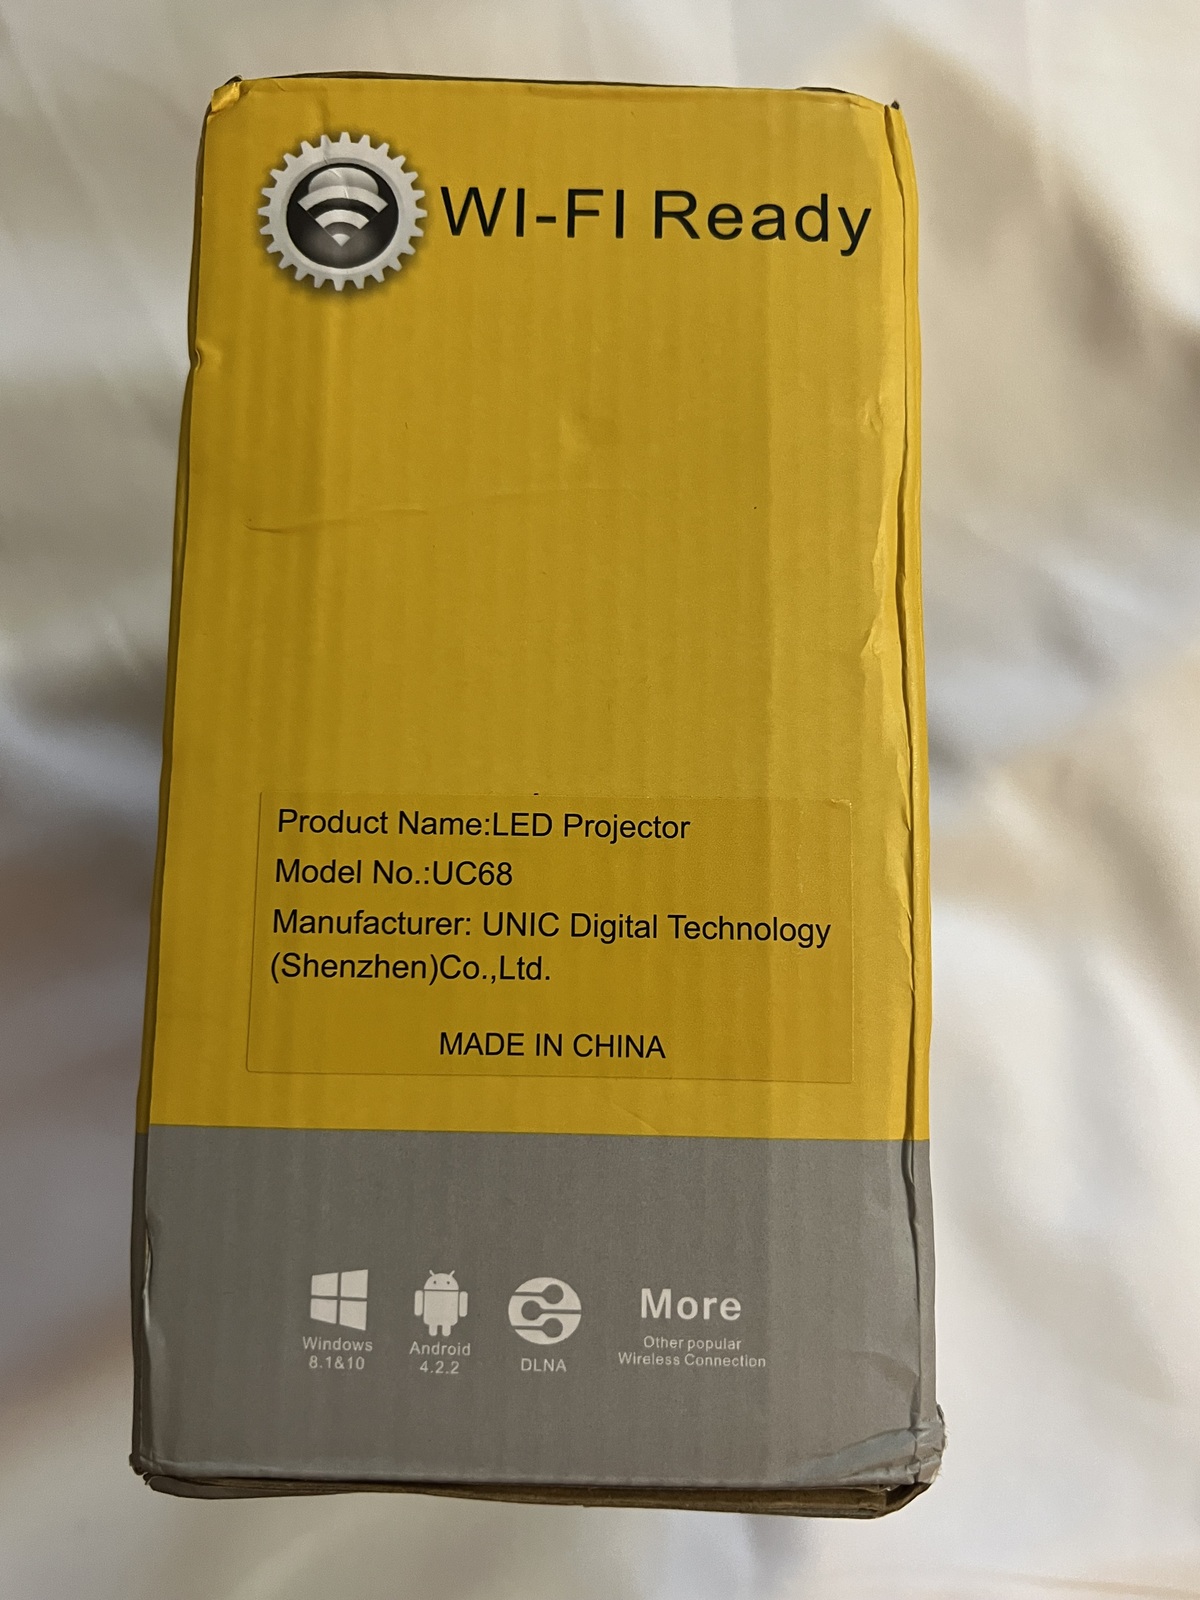 WI-FI Ready
Product Name:LED Projector
Model No.:UC68
Manufacturer: UNIC Digital Technology
(Shenzhen)Co.,Ltd.
MADE IN CHINA
Windows
8.1&10
Android
4.2.2
DLNA
More
Other popular
Wireless Connection